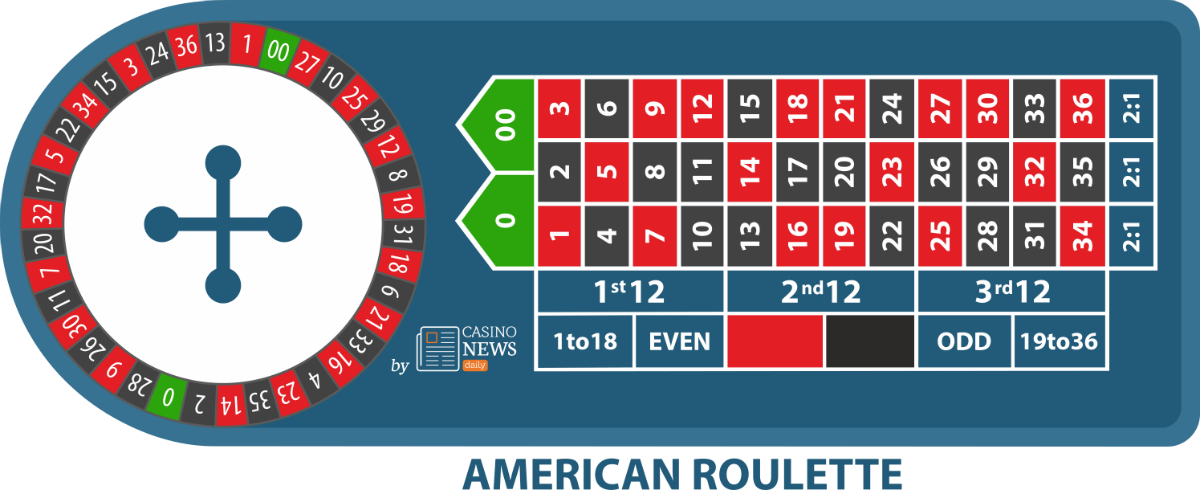 00 27 10 25 29 12 8 19 31 18 6 21 33 16 4 23 35 14 2 0 28 9 26 30 11 7 20 32 17 5 22 34 15 3 24 36 13 1
00 3 6 9 12 15 18 21 24 27 30 33 36 2:1
2 5 8 11 14 17 20 23 26 29 32 35 2:1
0 1 4 7 10 13 16 19 22 25 28 31 34 2:1
1st 12 2nd 12 3rd 12
1to18 EVEN ODD 19to36
by CASINO
NEWS
daily
AMERICAN ROULETTE